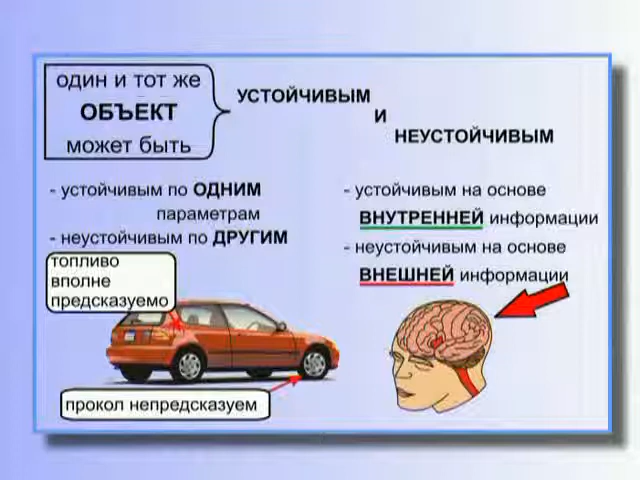 один и тот же
ОБЪЕКТ
может быть
УСТОЙЧИВЫМ
И
НЕУСТОЙЧИВЫМ
- устойчивым по ОДНИМ
параметрам
- неустойчивым по ДРУГИМ
топливо
вполне
предсказуемо
прокол непредсказуем
- устойчивым на основе
ВНУТРЕННЕЙ информации
- неустойчивым на основе
ВНЕШНЕЙ информации